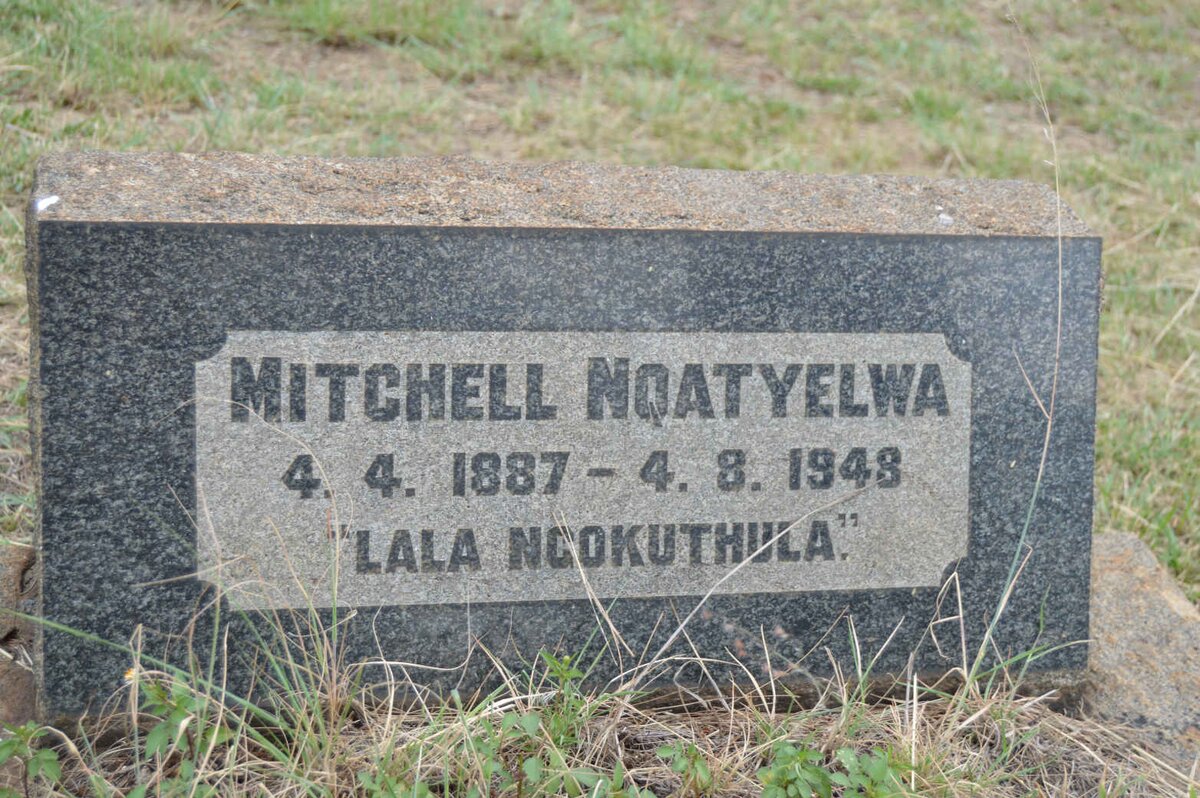 MITCHELL NQATYELWA
4. 4. 1887 – 4. 8. 1948
"LALA NGOKUTHULA."